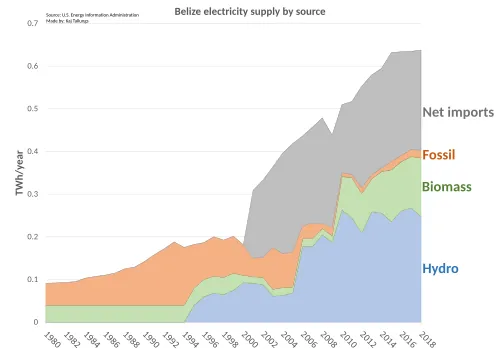 Source: U.S. Energy Information Administration
Made by: Itaj Tallungs
Belize electricity supply by source
0.7
0.6
0.5
0.4
0.3
0.2
0.1
0
TWh/year
Net imports
Fossil
Biomass
Hydro
1980 1982 1984 1986 1988 1990 1992 1994 1996 1998 2000 2002 2004 2006 2008 2010 2012 2014 2016 2018